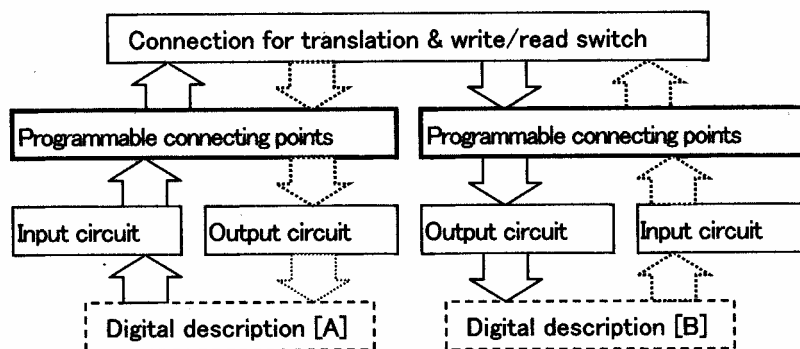 Connection for translation & write/read switch
Programmable connecting points
Programmable connecting points
Input circuit
Output circuit
Output circuit
Input circuit
Digital description [A]
Digital description [B]